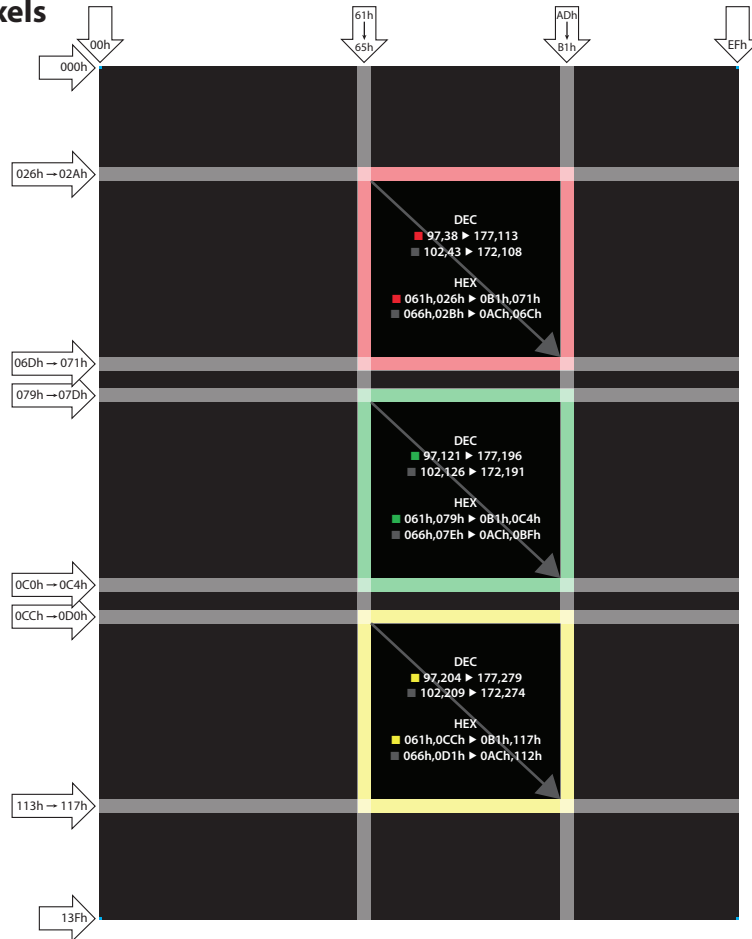 00h
61h
↓
65h
ADh
↓
B1h
EFh
000h
026h → 02Ah
DEC
97,38 ▶ 177,113
102,43 ▶ 172,108
HEX
061h,026h ▶ 0B1h,071h
066h,02Bh ▶ 0ACh,06Ch
06Dh → 071h
079h → 07Dh
DEC
97,121 ▶ 177,196
102,126 ▶ 172,191
HEX
061h,079h ▶ 0B1h,0C4h
066h,07Eh ▶ 0ACh,0BFh
0C0h → 0C4h
0CCh → 0D0h
DEC
97,204 ▶ 177,279
102,209 ▶ 172,274
HEX
061h,0CCh ▶ 0B1h,117h
066h,0D1h ▶ 0ACh,112h
113h → 117h
13Fh